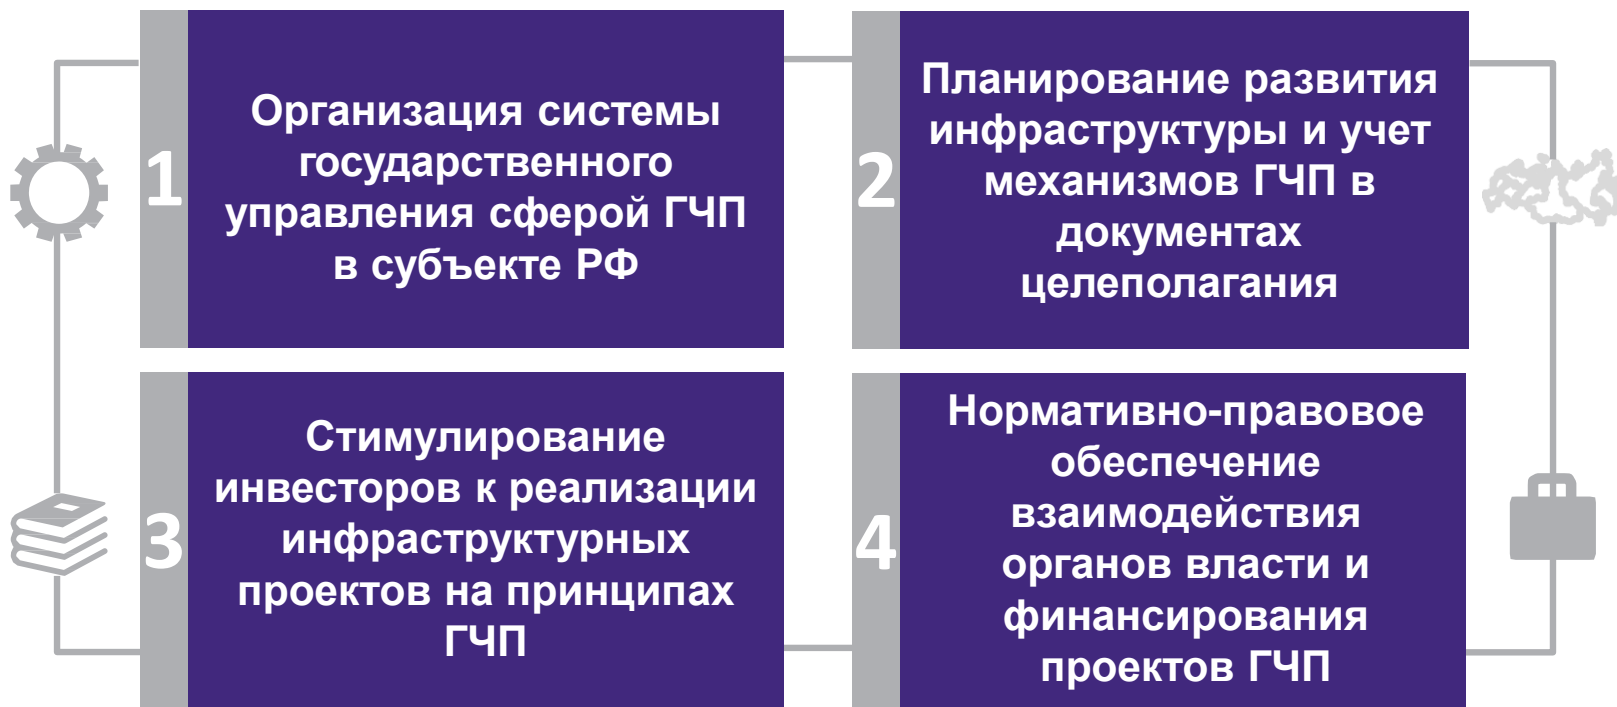 1
Организация системы
государственного
управления сферой ГЧП
в субъекте РФ
2
Планирование развития
инфраструктуры и учет
механизмов ГЧП в
документах
целеполагания
3
Стимулирование
инвесторов к реализации
инфраструктурных
проектов на принципах
ГЧП
4
Нормативно-правовое
обеспечение
взаимодействия
органов власти и
финансирования
проектов ГЧП